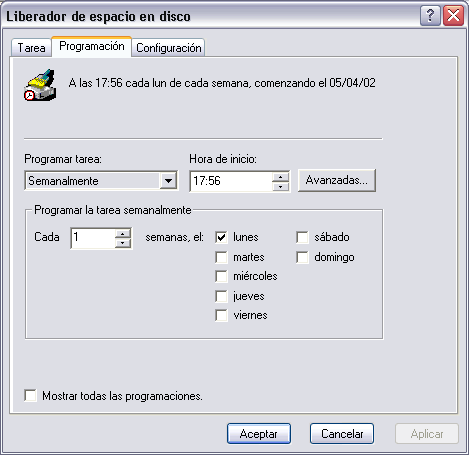 Liberador de espacio en disco
Tarea Programación Configuración
A las 17:56 cada lun de cada semana, comenzando el 05/04/02
Programar tarea: Hora de inicio:
Semanalmente 17:56 Avanzadas...
Programar la tarea semanalmente
Cada 1 semanas, el: lunes sábado
martes domingo
miércoles
jueves
viernes
Mostrar todas las programaciones.
Aceptar Cancelar Aplicar